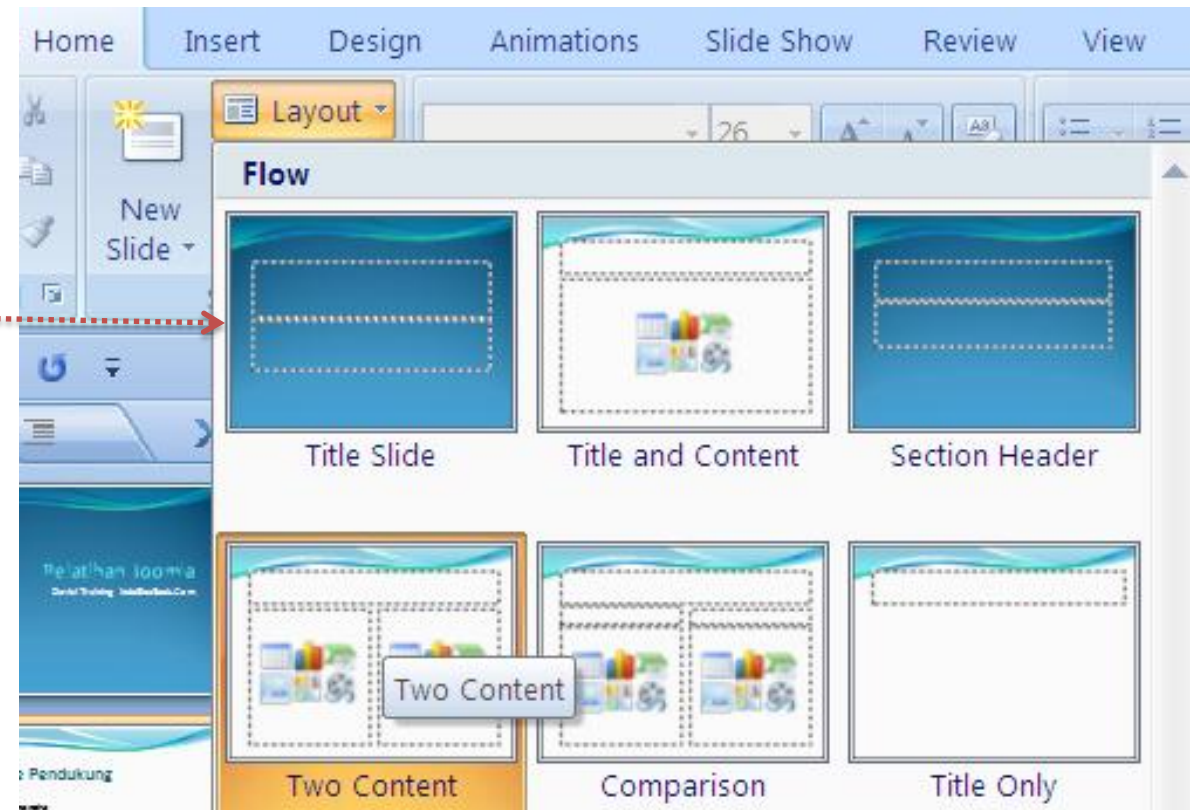 Home Insert Design Animations Slide Show Review View
Layout
26
New
Slide
Flow
Title Slide Title and Content Section Header
Pelatihan Joomla
Two Content
Two Content Comparison Title Only
Pendukung